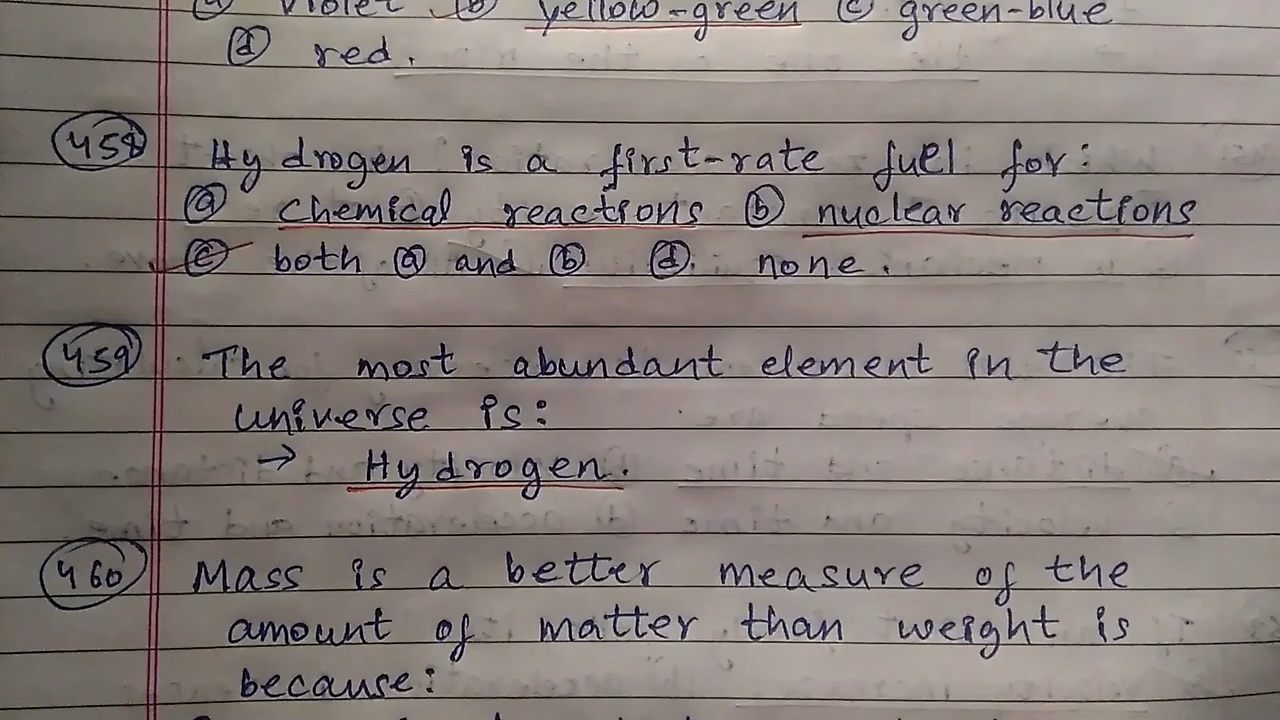 ⓐ violet ⓑ yellow-green ⓒ green-blue
ⓓ red.
458 Hydrogen is a first-rate fuel for:
ⓐ chemical reactions ⓑ nuclear reactions
ⓒ both ⓐ and ⓑ ⓓ none.
459 The most abundant element in the
universe is:
→ Hydrogen.
460 Mass is a better measure of the
amount of matter than weight is
because: